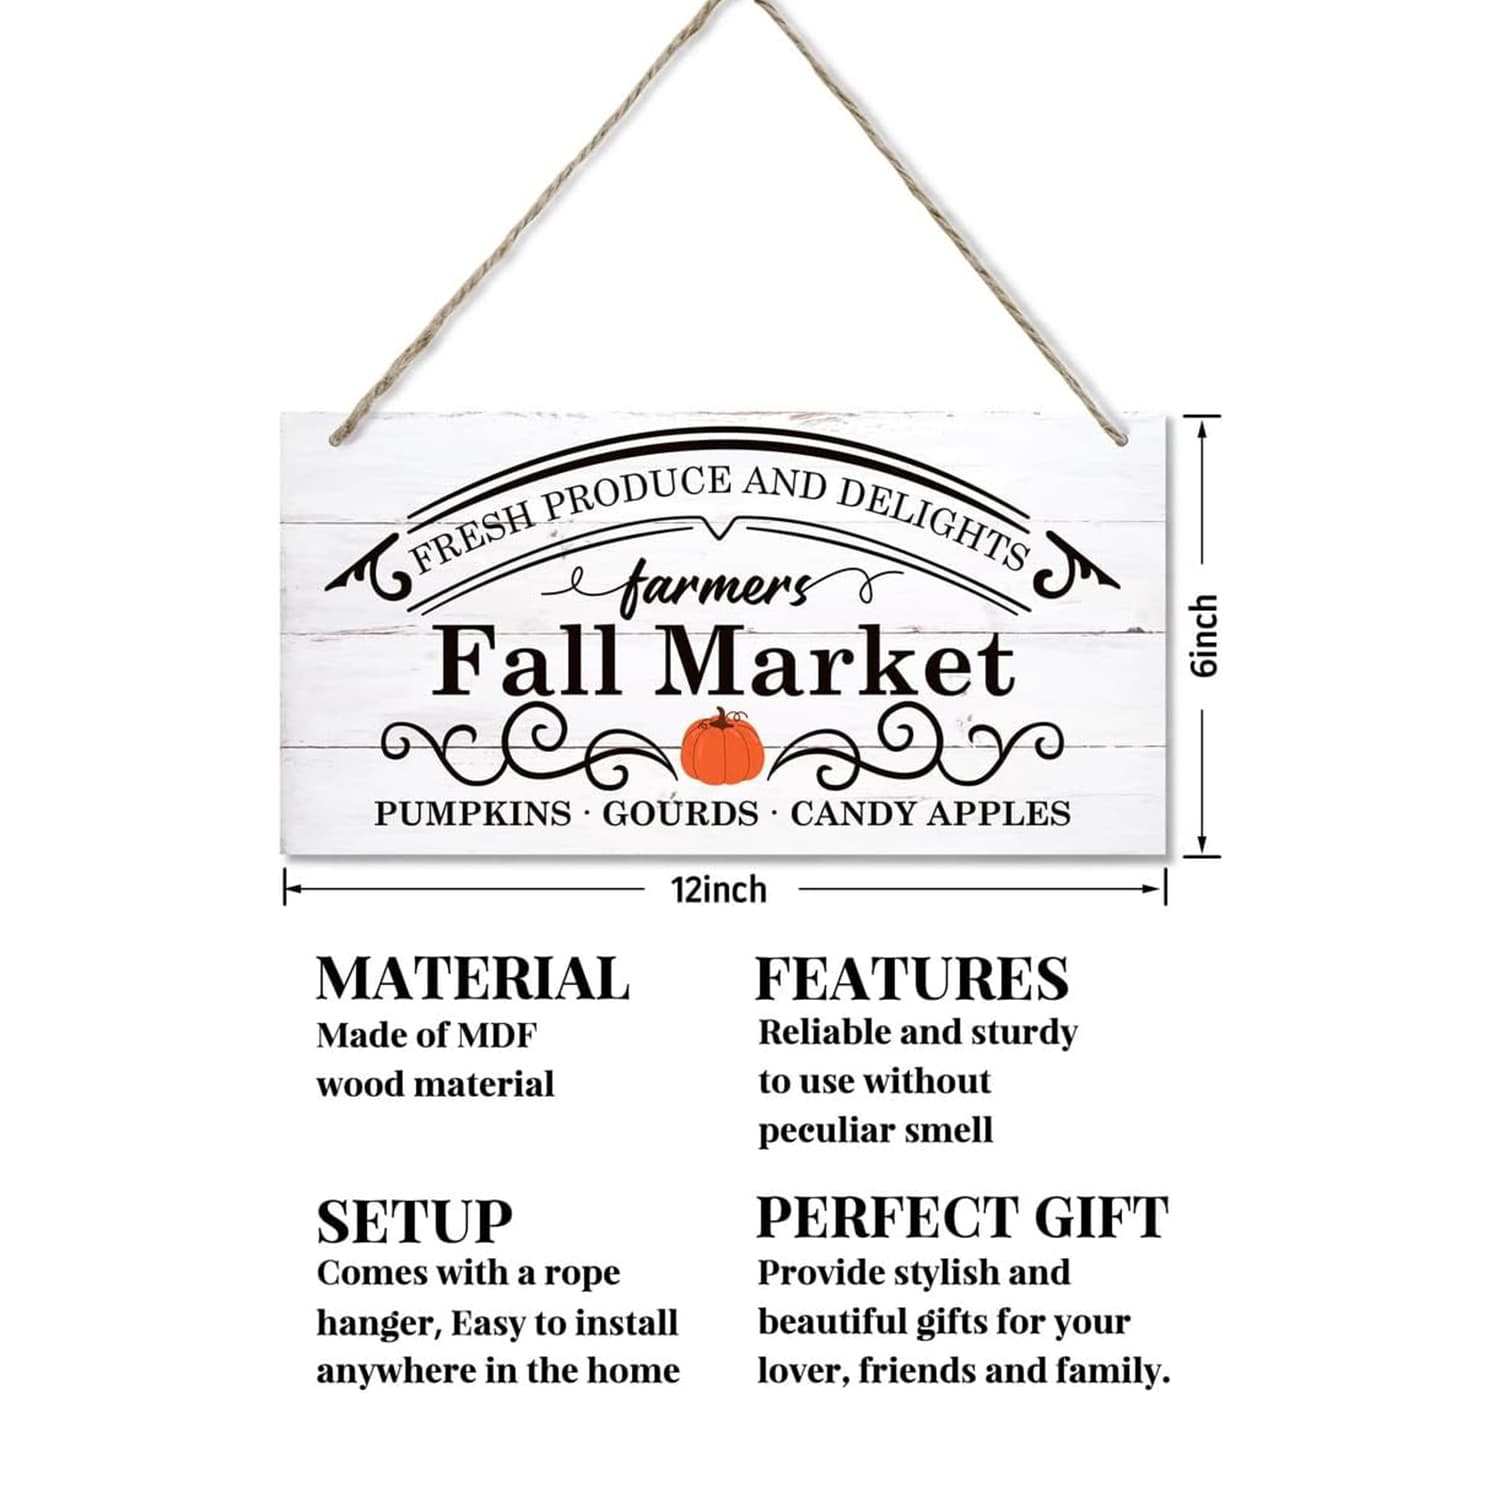 FRESH PRODUCE AND DELIGHTS
farmers
Fall Market
PUMPKINS · GOURDS · CANDY APPLES
6inch
12inch
MATERIAL
Made of MDF
wood material
FEATURES
Reliable and sturdy
to use without
peculiar smell
SETUP
Comes with a rope
hanger, Easy to install
anywhere in the home
PERFECT GIFT
Provide stylish and
beautiful gifts for your
lover, friends and family.